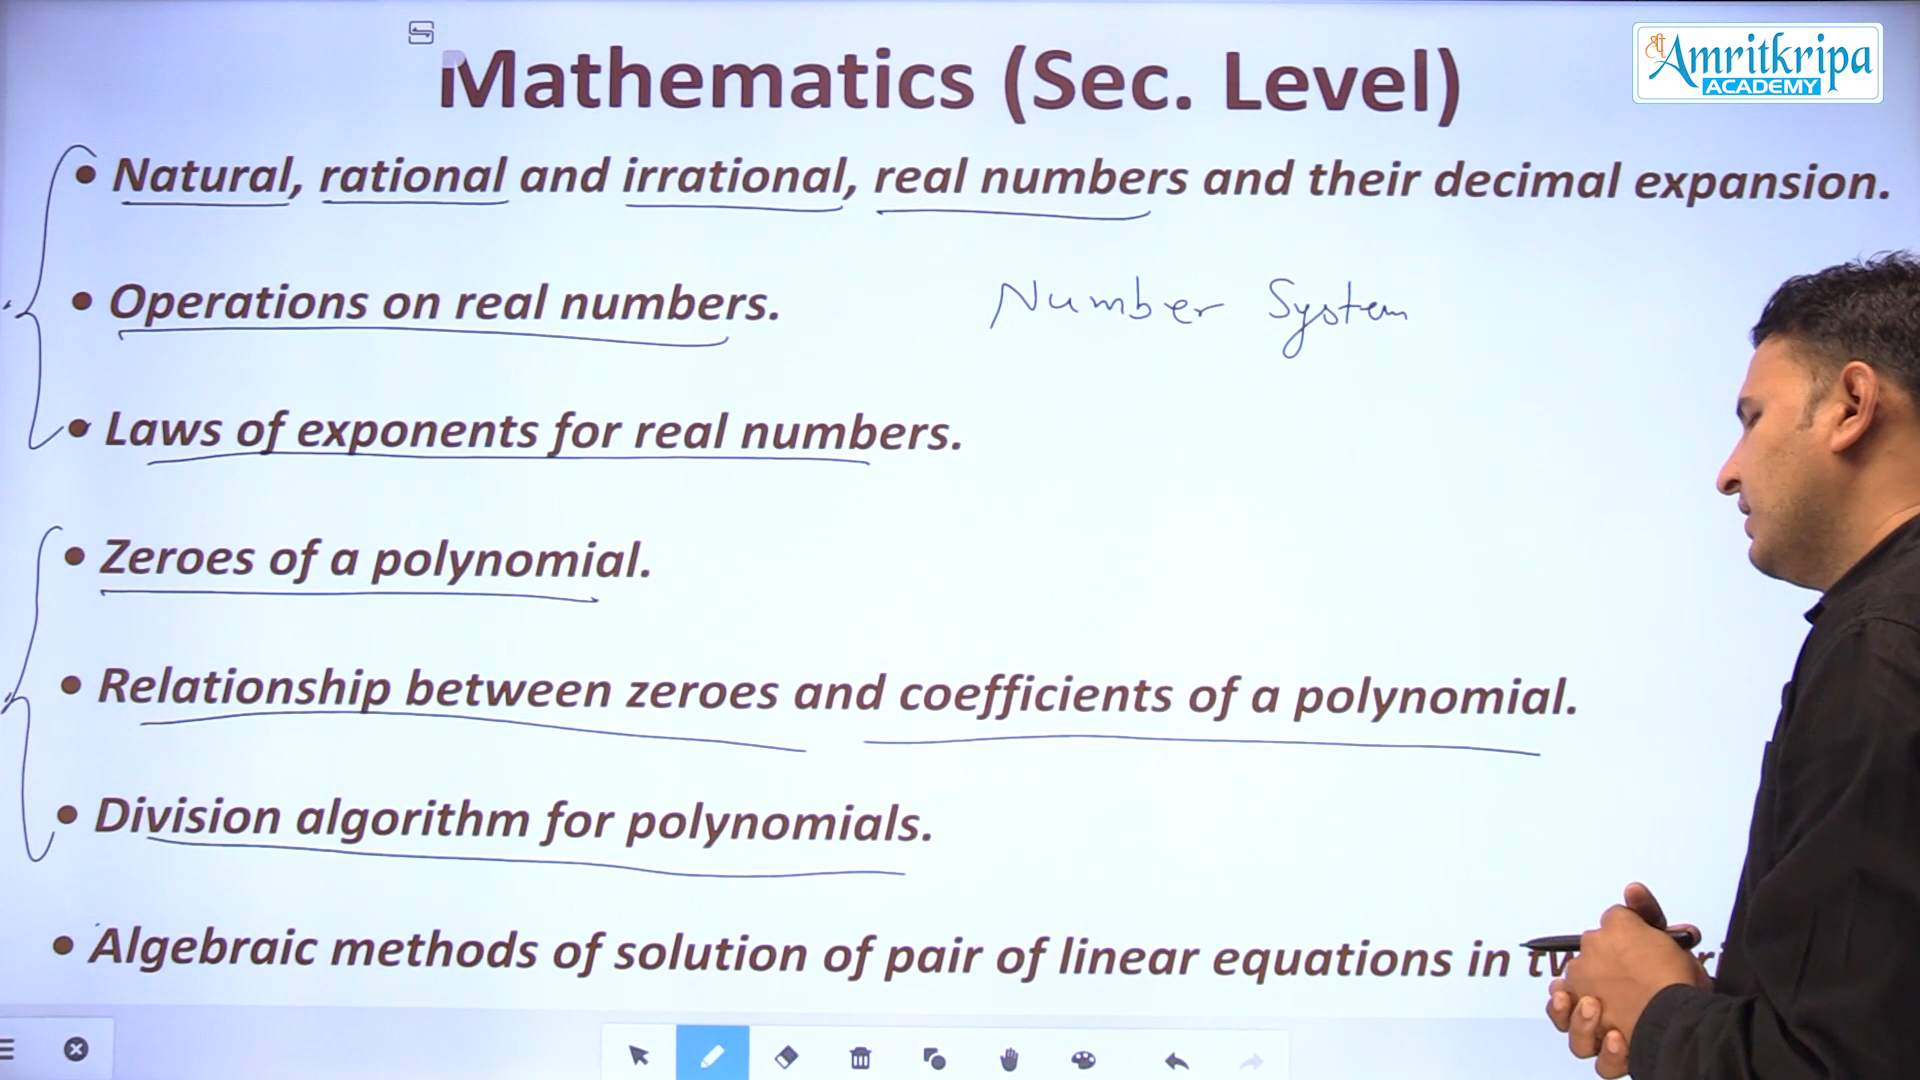 Mathematics (Sec. Level)
श्री Amritkripa
ACADEMY
• Natural, rational and irrational, real numbers and their decimal expansion.
• Operations on real numbers.
Number System
• Laws of exponents for real numbers.
• Zeroes of a polynomial.
• Relationship between zeroes and coefficients of a polynomial.
• Division algorithm for polynomials.
• Algebraic methods of solution of pair of linear equations in